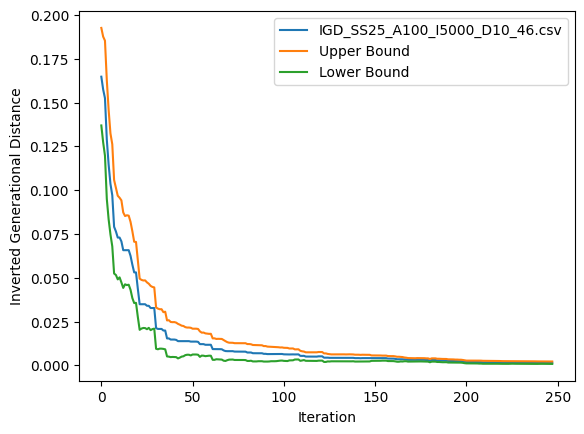 0.200
0.175
0.150
0.125
0.100
0.075
0.050
0.025
0.000
Inverted Generational Distance
IGD_SS25_A100_I5000_D10_46.csv
Upper Bound
Lower Bound
0 50 100 150 200 250
Iteration